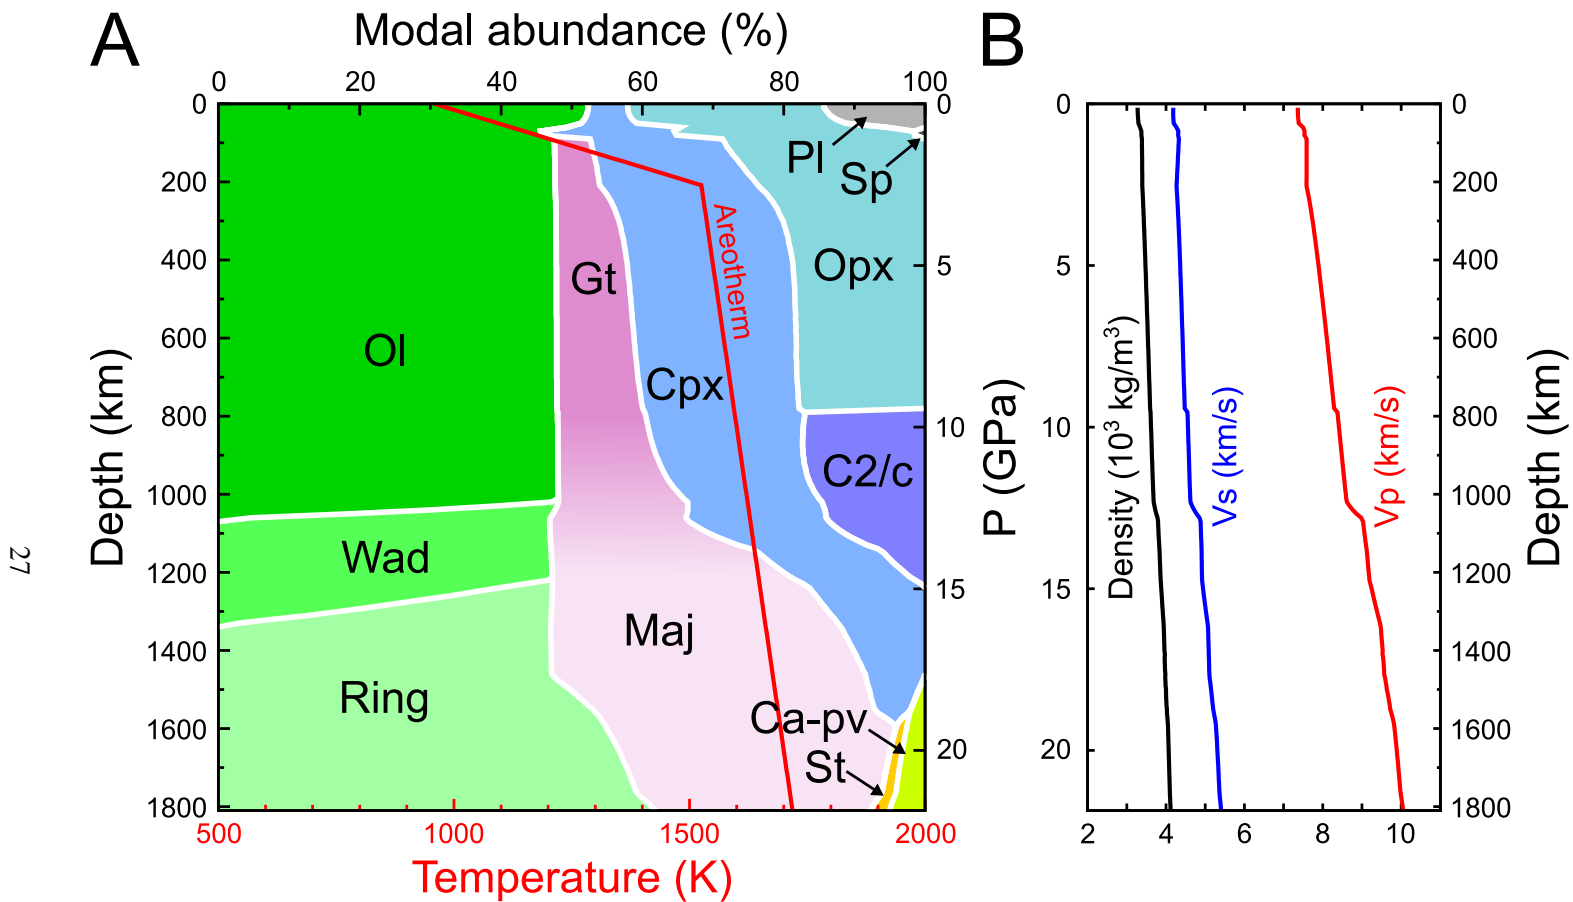 A
Modal abundance (%)
B
0 20 40 60 80 100
0 0 0 0
Pl
Sp
200 200
Areotherm
400 Gt Opx 5 5 400
600 Ol 600
Depth (km)
Cpx
800 10 10 800
P (GPa)
Density (10³ kg/m³)
Vs (km/s)
Vp (km/s)
Depth (km)
C2/c
1000 1000
27
Wad
1200 15 15 1200
Maj
1400 1400
Ring
Ca-pv
1600 20 20 1600
St
1800 1800
500 1000 1500 2000 2 4 6 8 10
Temperature (K)